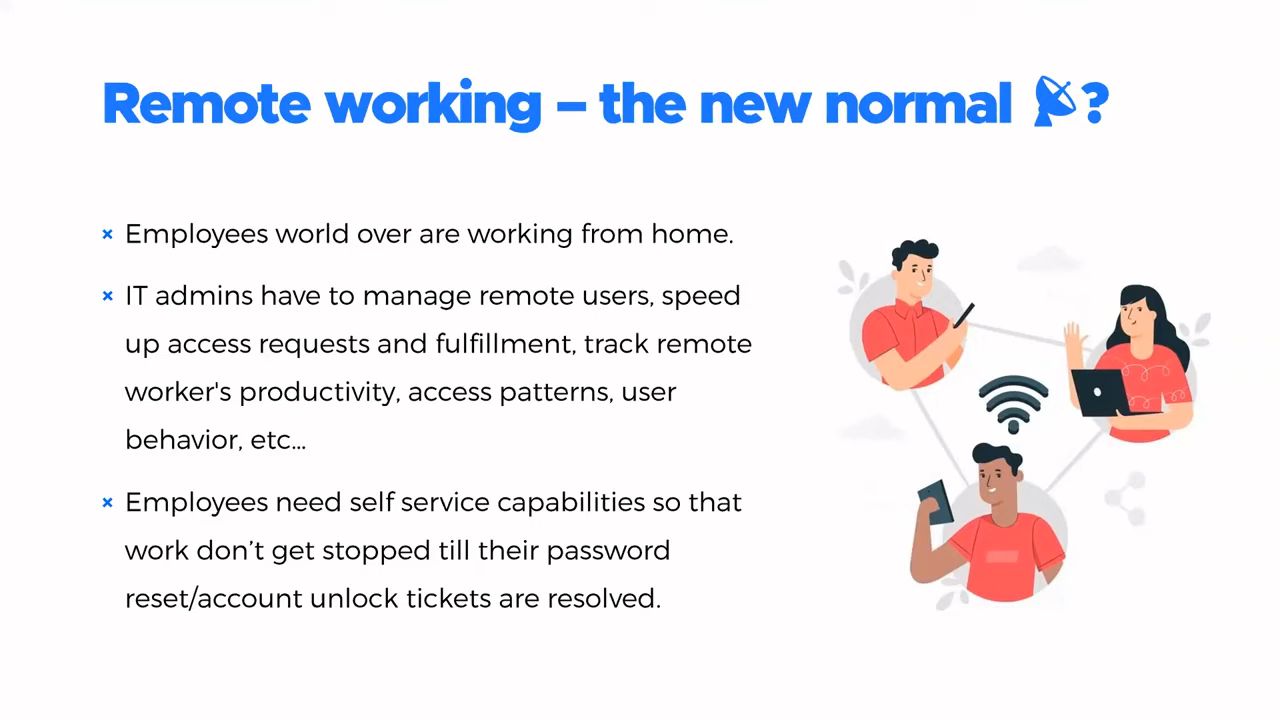 Remote working – the new normal 📡?
× Employees world over are working from home.
× IT admins have to manage remote users, speed
up access requests and fulfillment, track remote
worker's productivity, access patterns, user
behavior, etc...
× Employees need self service capabilities so that
work don’t get stopped till their password
reset/account unlock tickets are resolved.